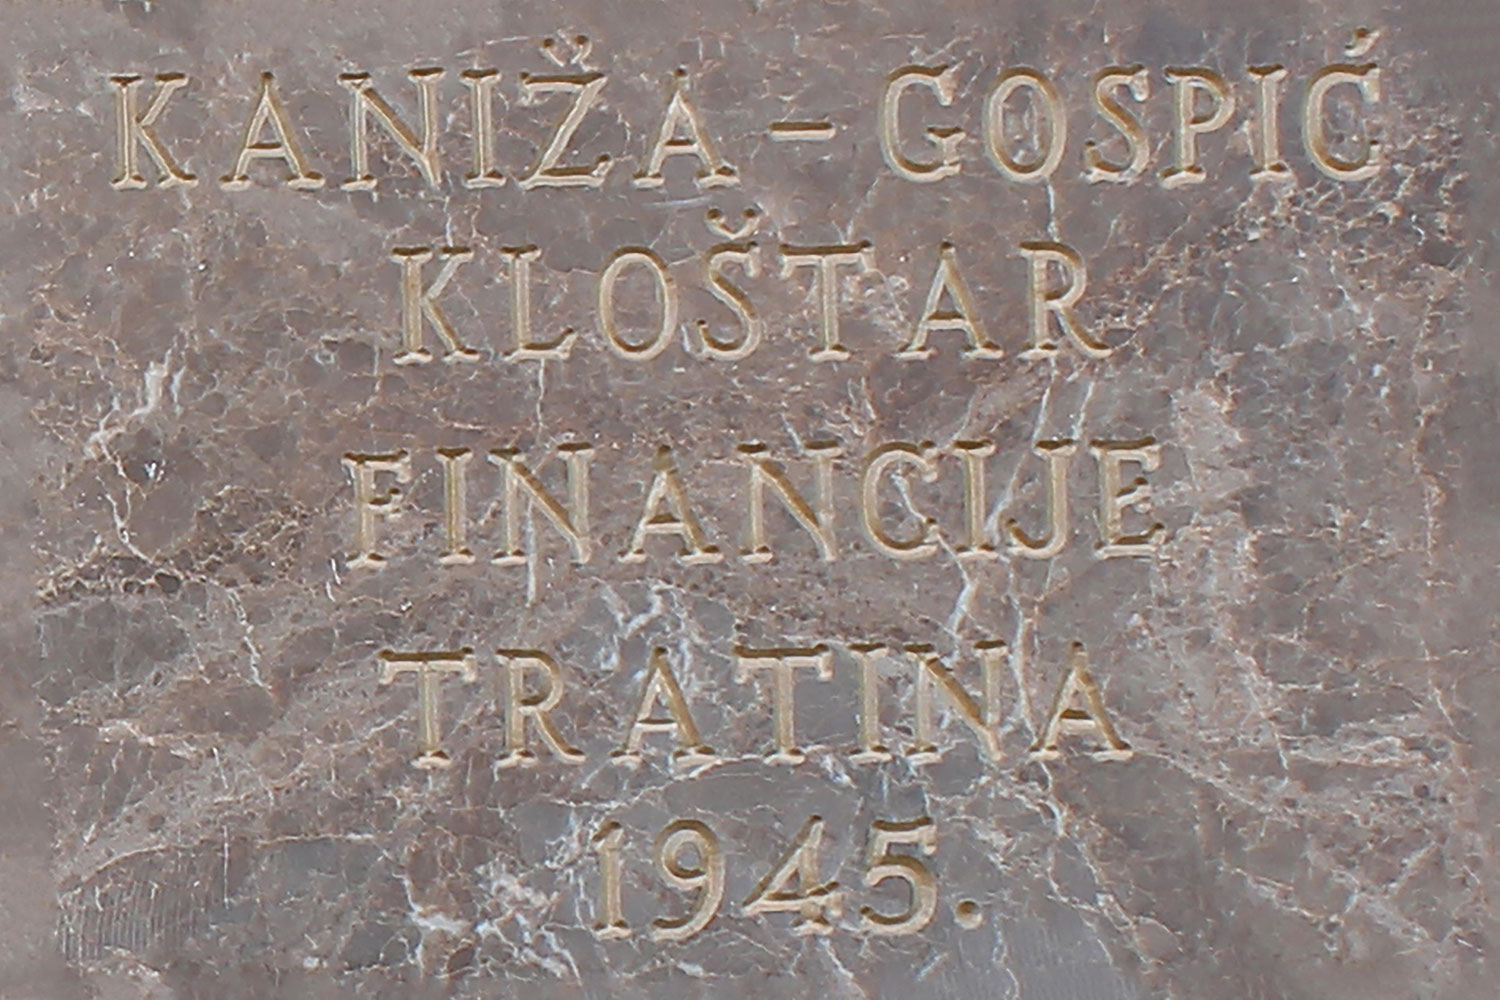 KANIŽA - GOSPIĆ
KLOŠTAR
FINANCIJE
TRATINA
1945.